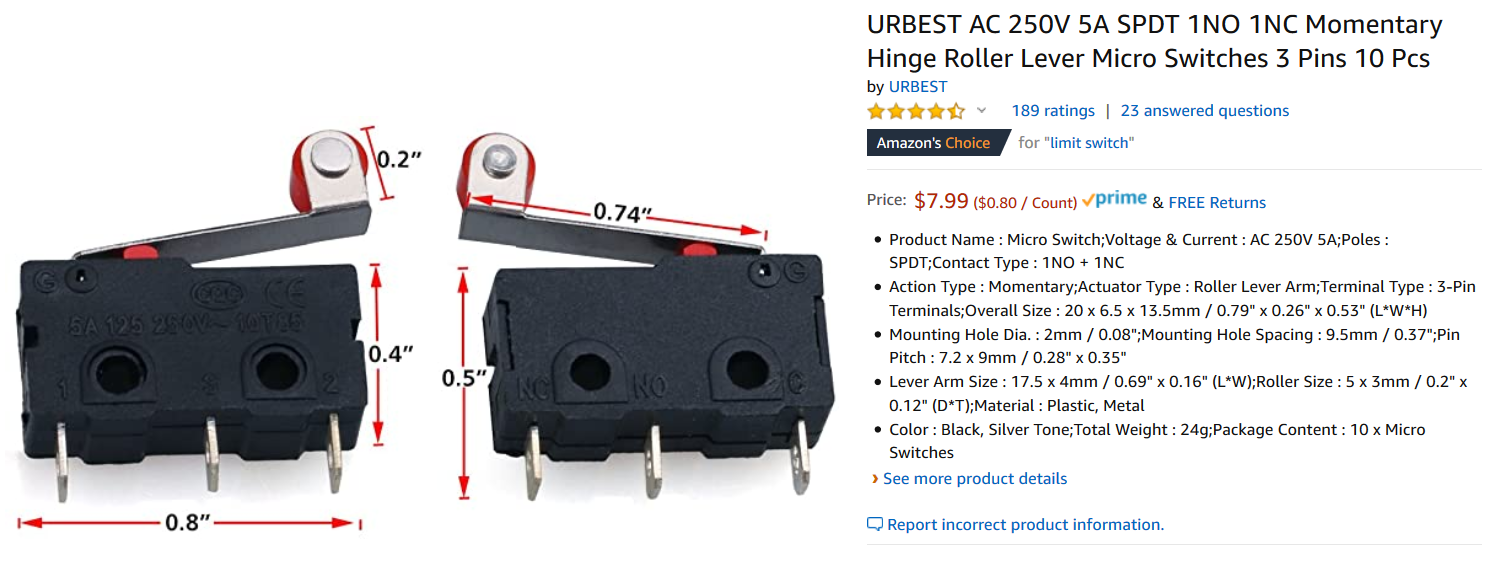 URBEST AC 250V 5A SPDT 1NO 1NC Momentary
Hinge Roller Lever Micro Switches 3 Pins 10 Pcs
by URBEST
189 ratings | 23 answered questions
Amazon's Choice for "limit switch"
Price: $7.99 ($0.80 / Count) prime & FREE Returns
• Product Name : Micro Switch;Voltage & Current : AC 250V 5A;Poles :
SPDT;Contact Type : 1NO + 1NC
• Action Type : Momentary;Actuator Type : Roller Lever Arm;Terminal Type : 3-Pin
Terminals;Overall Size : 20 x 6.5 x 13.5mm / 0.79" x 0.26" x 0.53" (L*W*H)
• Mounting Hole Dia. : 2mm / 0.08";Mounting Hole Spacing : 9.5mm / 0.37";Pin
Pitch : 7.2 x 9mm / 0.28" x 0.35"
• Lever Arm Size : 17.5 x 4mm / 0.69" x 0.16" (L*W);Roller Size : 5 x 3mm / 0.2" x
0.12" (D*T);Material : Plastic, Metal
• Color : Black, Silver Tone;Total Weight : 24g;Package Content : 10 x Micro
Switches
› See more product details
Report incorrect product information.
0.2"
0.74"
G
CE
5A 125 250V~ 10T85
0.4"
1 3 2
0.8"
G
0.5"
NC NO C